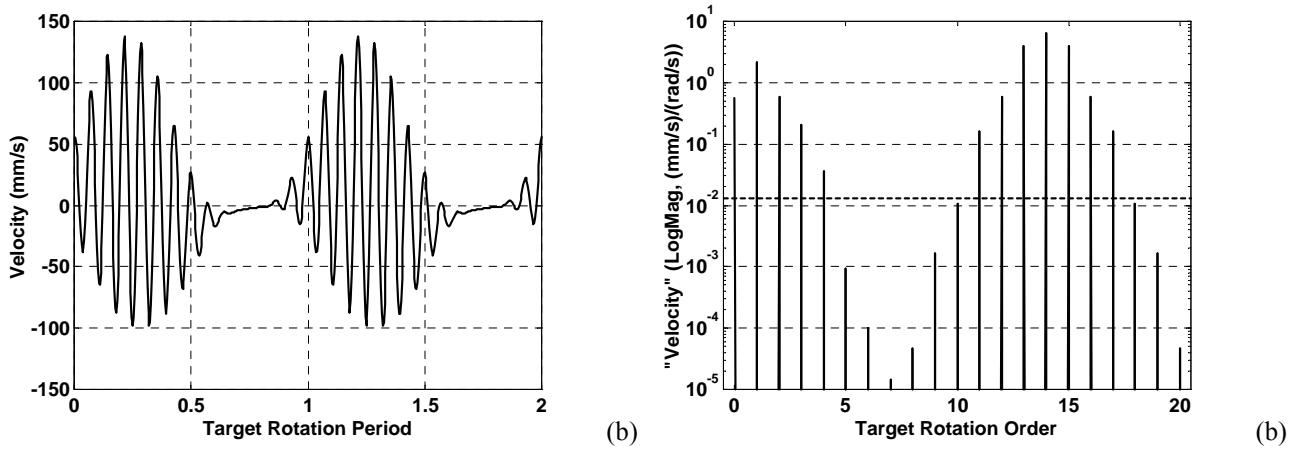 150
100
50
0
-50
-100
-150
0 0.5 1 1.5 2
Velocity (mm/s)
Target Rotation Period
(b)
10^1
10^0
10^-1
10^-2
10^-3
10^-4
10^-5
0 5 10 15 20
"Velocity" (LogMag, (mm/s)/(rad/s))
Target Rotation Order
(b)